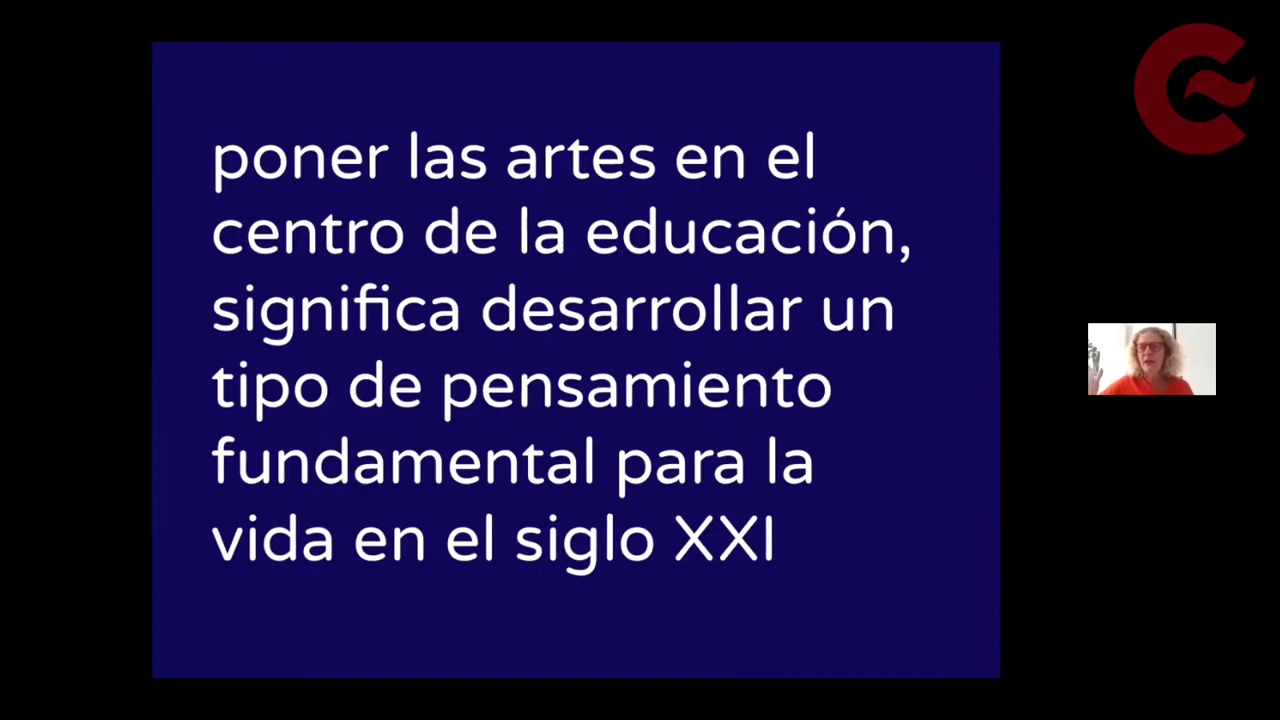 poner las artes en el
centro de la educación,
significa desarrollar un
tipo de pensamiento
fundamental para la
vida en el siglo XXI